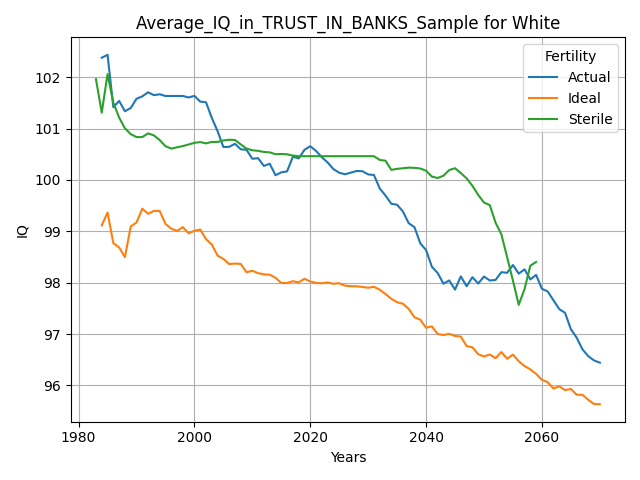 Average_IQ_in_TRUST_IN_BANKS_Sample for White
Fertility
Actual
Ideal
Sterile
IQ
102
101
100
99
98
97
96
1980
2000
2020
2040
2060
Years